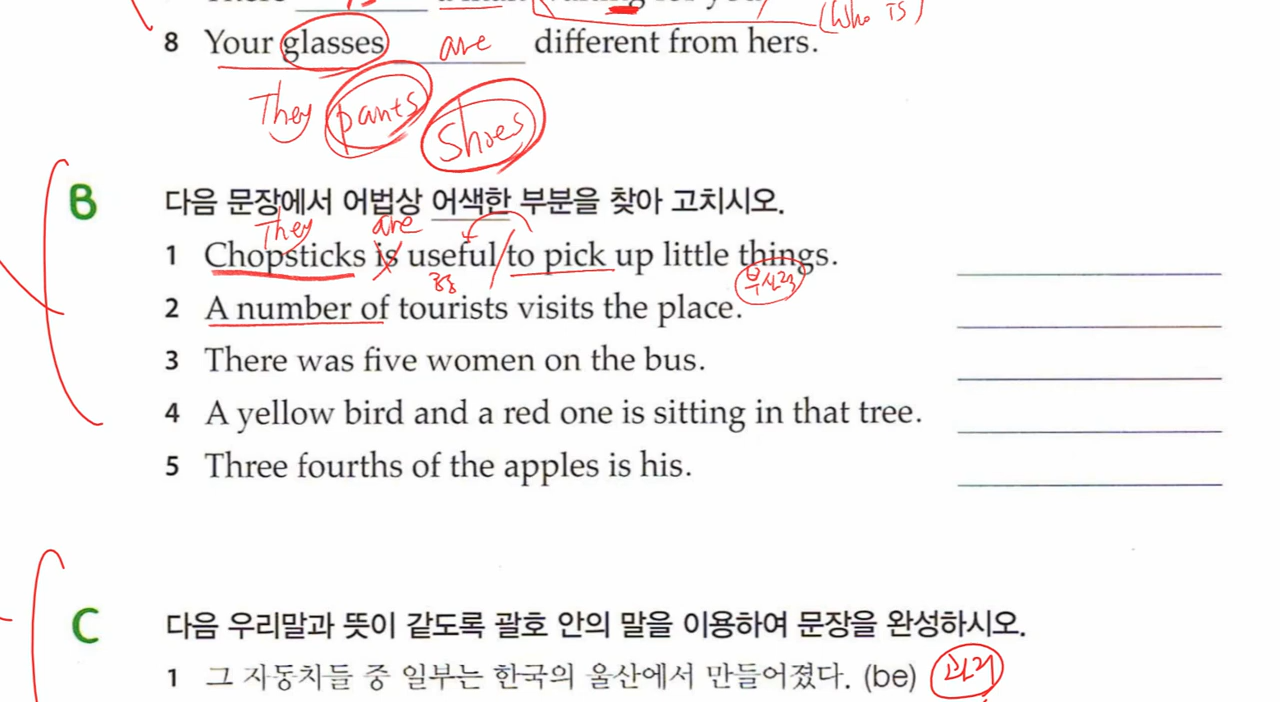 (Who is)
8 Your glasses are different from hers.
They pants shoes
B 다음 문장에서 어법상 어색한 부분을 찾아 고치시오.
They are
1 Chopsticks is useful/to pick up little things.
부사적
2 A number of tourists visits the place.
3 There was five women on the bus.
4 A yellow bird and a red one is sitting in that tree.
5 Three fourths of the apples is his.
C 다음 우리말과 뜻이 같도록 괄호 안의 말을 이용하여 문장을 완성하시오.
1 그 자동차들 중 일부는 한국의 울산에서 만들어졌다. (be) 과거